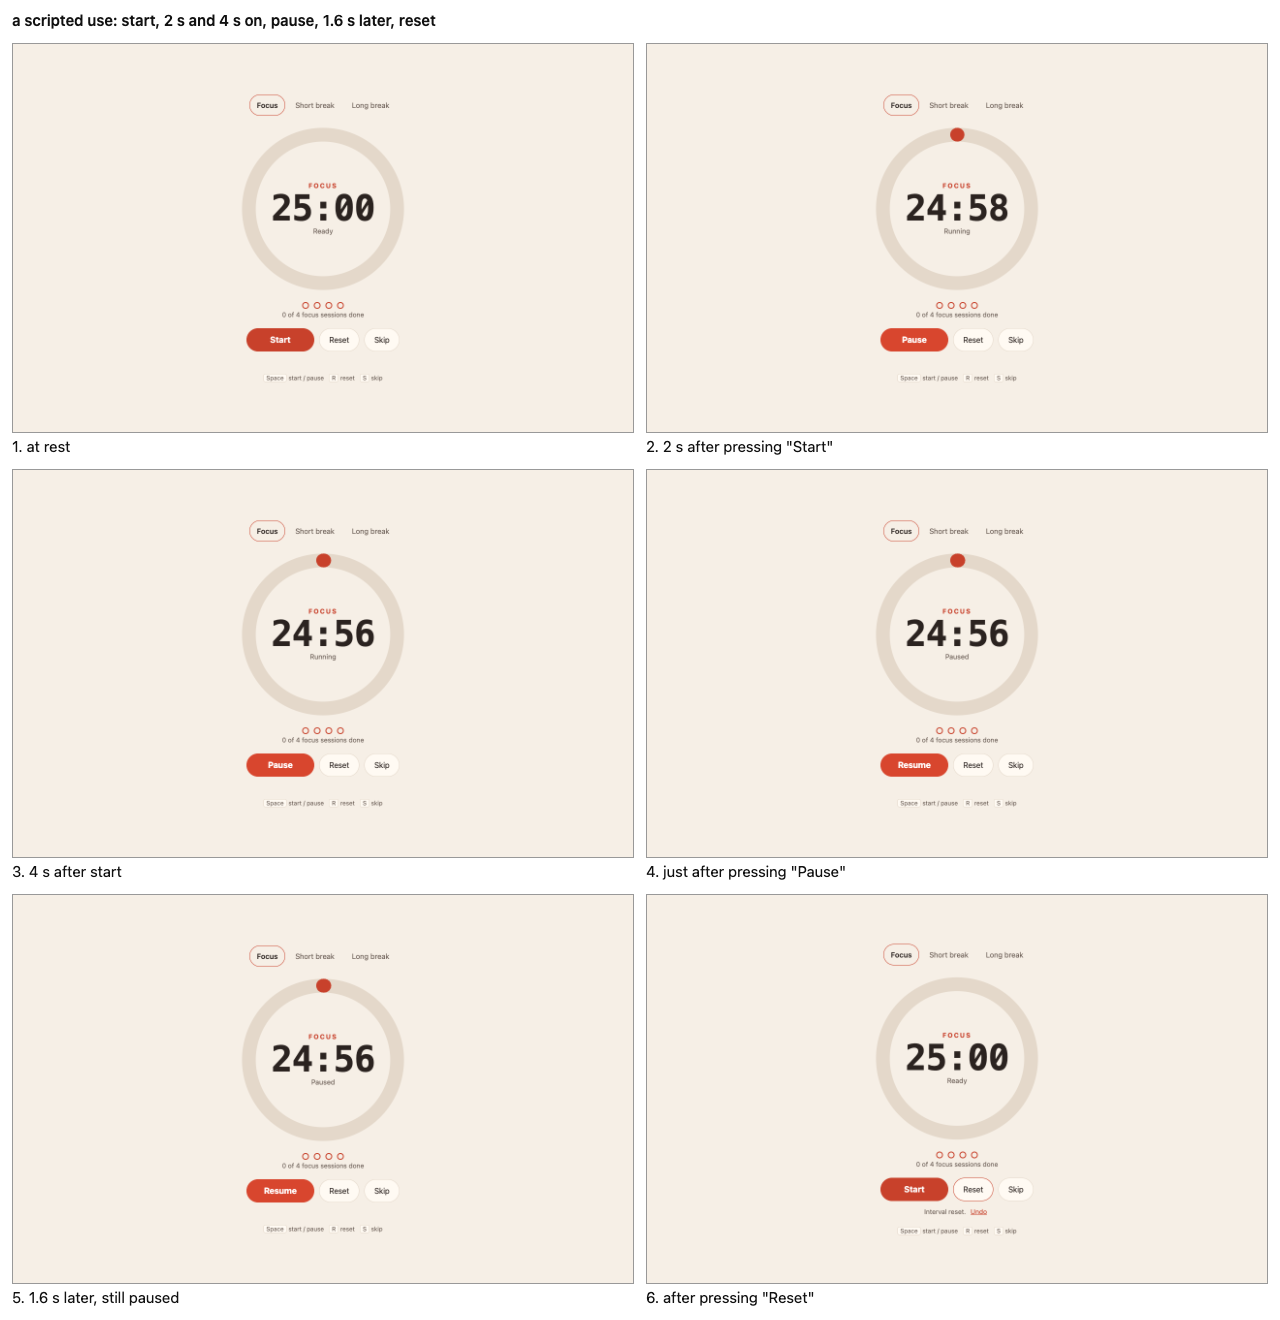 a scripted use: start, 2 s and 4 s on, pause, 1.6 s later, reset
Focus Short break Long break
FOCUS
25:00
Ready
0 of 4 focus sessions done
Start Reset Skip
Space start / pause R reset S skip
1. at rest
Focus Short break Long break
FOCUS
24:58
Running
0 of 4 focus sessions done
Pause Reset Skip
Space start / pause R reset S skip
2. 2 s after pressing "Start"
Focus Short break Long break
FOCUS
24:56
Running
0 of 4 focus sessions done
Pause Reset Skip
Space start / pause R reset S skip
3. 4 s after start
Focus Short break Long break
FOCUS
24:56
Paused
0 of 4 focus sessions done
Resume Reset Skip
Space start / pause R reset S skip
4. just after pressing "Pause"
Focus Short break Long break
FOCUS
24:56
Paused
0 of 4 focus sessions done
Resume Reset Skip
Space start / pause R reset S skip
5. 1.6 s later, still paused
Focus Short break Long break
FOCUS
25:00
Ready
0 of 4 focus sessions done
Start Reset Skip
Interval reset. Undo
Space start / pause R reset S skip
6. after pressing "Reset"